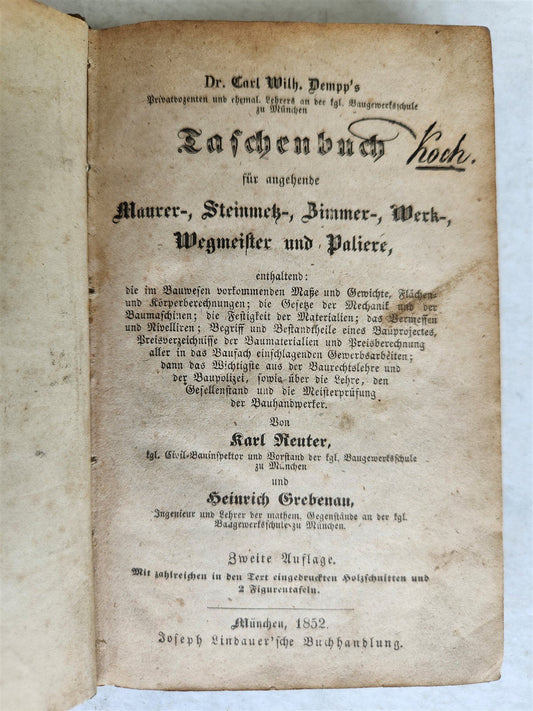 Dr. Carl Wilh. Dempp's
Privatdozenten und ehemal. Lehrers an der kgl. Baugewerksschule
zu München
Taschenbuch
Koch.
für angehende
Maurer-, Steinmetz-, Zimmer-, Werk-,
Wegmeister und Paliere,
enthaltend:
die im Bauwesen vorkommenden Maße und Gewichte, Flächen-
und Körperberechnungen; die Gesetze der Mechanik und der
Baumaschinen; die Festigkeit der Materialien; das Vermessen
und Nivelliren; Begriff und Bestandtheile eines Bauprojectes,
Preisverzeichnisse der Baumaterialien und Preisberechnung
aller in das Baufach einschlagenden Gewerbsarbeiten;
dann das Wichtigste aus der Baurechtslehre und
der Baupolizei, sowie über die Lehre, den
Gesellenstand und die Meisterprüfung
der Bauhandwerker.
Von
Karl Reuter,
kgl. Civil-Bauinspektor und Vorstand der kgl. Baugewerksschule
zu München
und
Heinrich Grebenau,
Ingenieur und Lehrer der mathem. Gegenstände an der kgl.
Baugewerksschule zu München.
Zweite Auflage.
Mit zahlreichen in den Text eingedruckten Holzschnitten und
2 Figurentafeln.
München, 1852.
Joseph Lindauer'sche Buchhandlung.